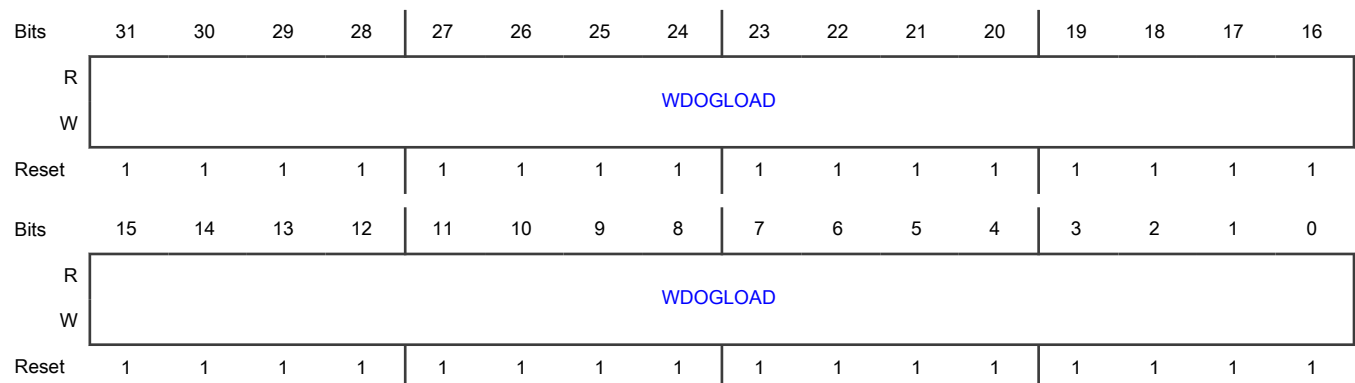 Bits 31 30 29 28 27 26 25 24 23 22 21 20 19 18 17 16
R
WDOGLOAD
W
Reset 1 1 1 1 1 1 1 1 1 1 1 1 1 1 1 1
Bits 15 14 13 12 11 10 9 8 7 6 5 4 3 2 1 0
R
WDOGLOAD
W
Reset 1 1 1 1 1 1 1 1 1 1 1 1 1 1 1 1